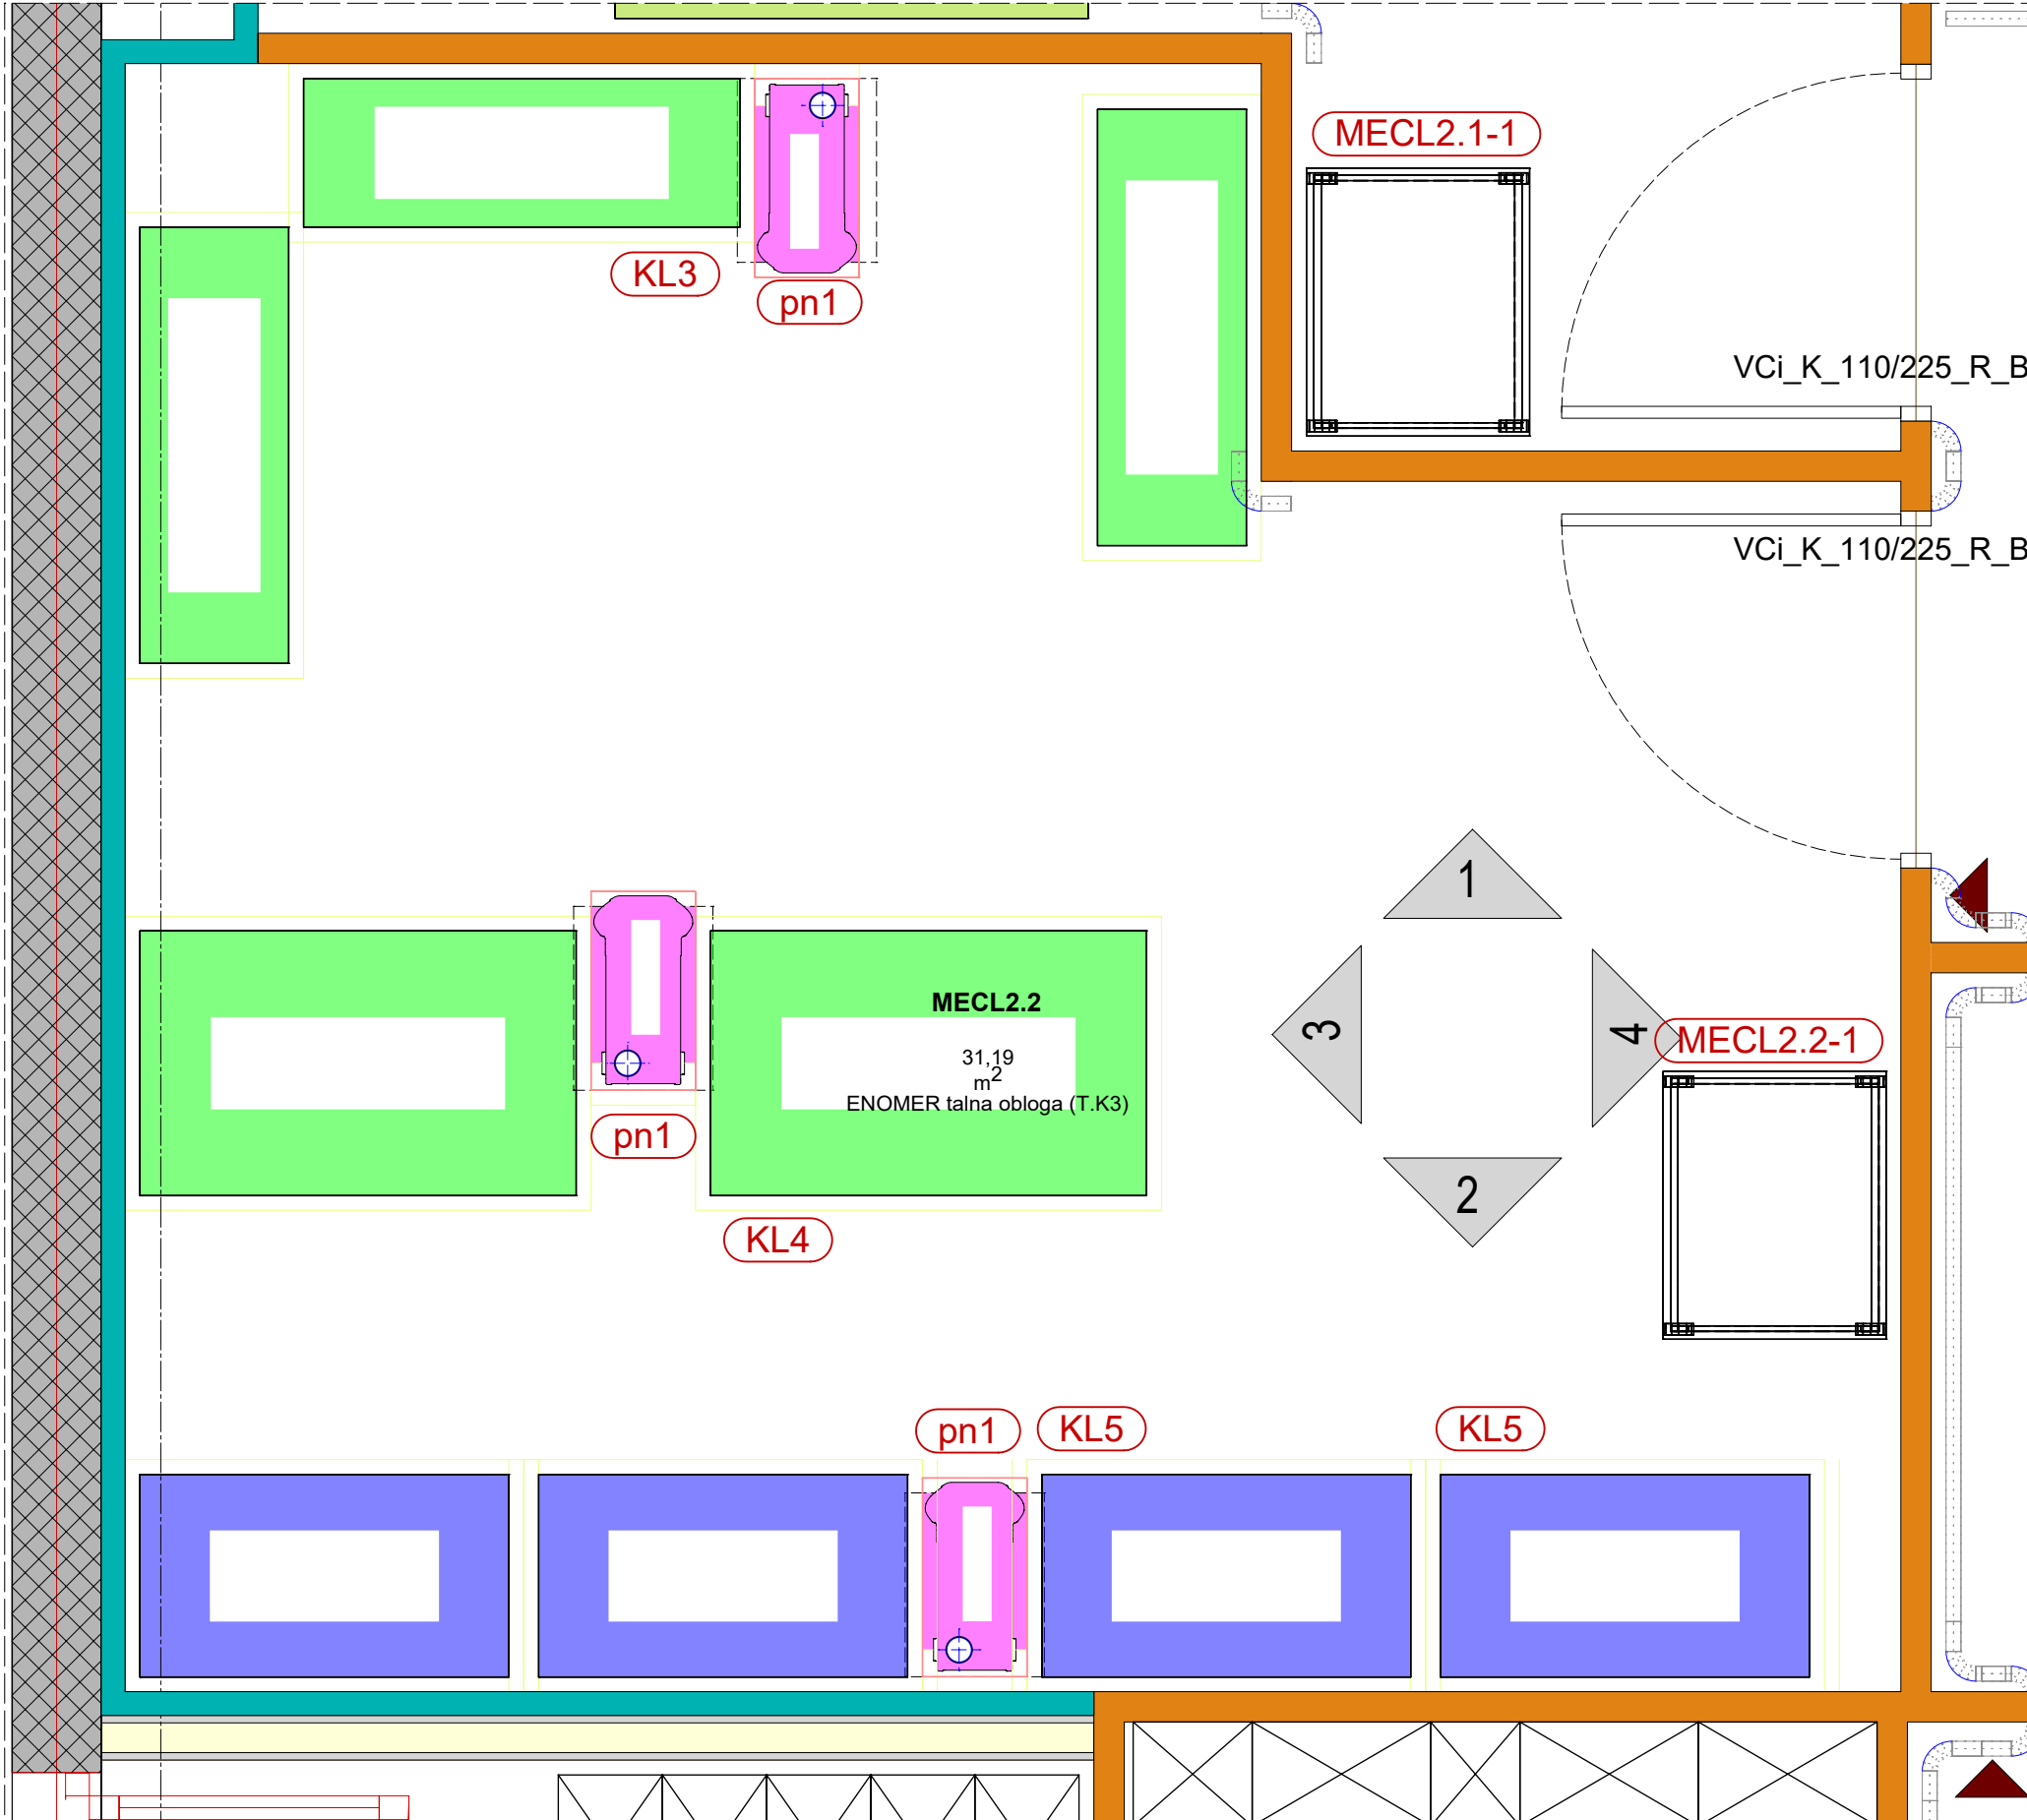 MECL2.1-1
KL3
pn1
VCi_K_110/225_R_B
VCi_K_110/225_R_B
1
MECL2.2
3
4
MECL2.2-1
31,19
m2
ENOMER talna obloga (T.K3)
pn1
2
KL4
pn1
KL5
KL5